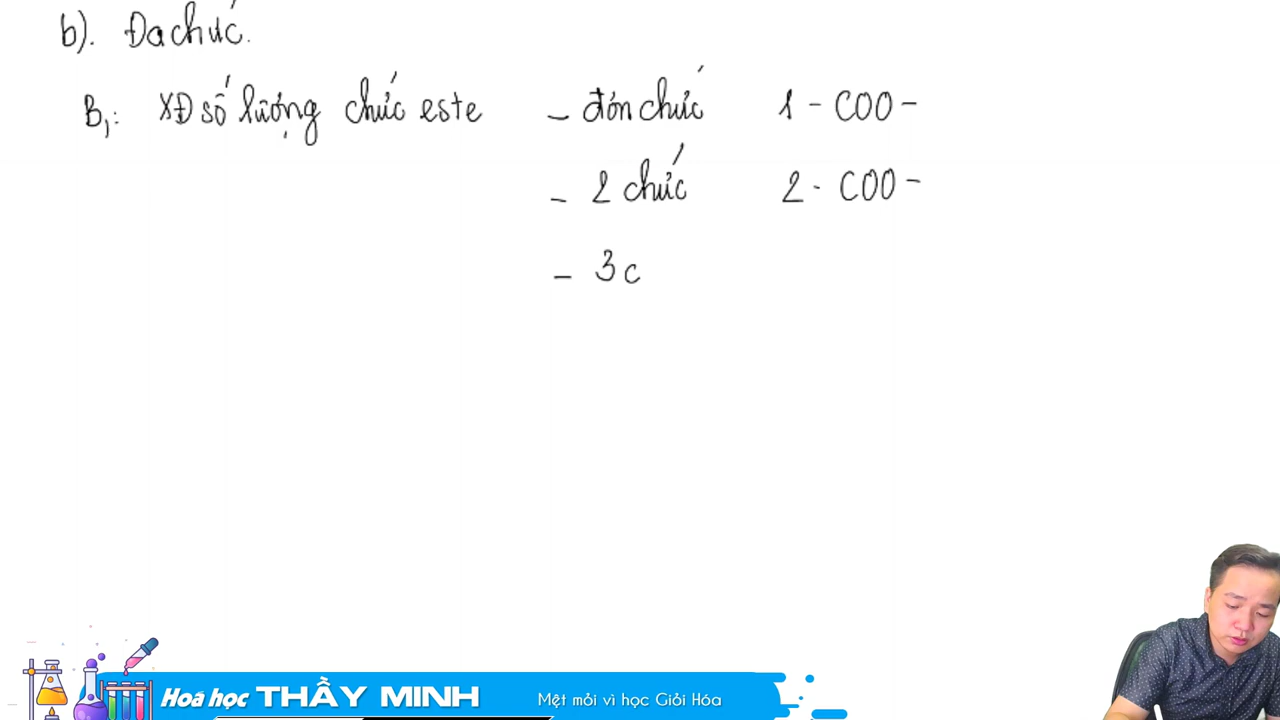 b). Đa chức.
B1: XĐ số lượng chức este - đơn chức 1 - COO -
- 2 chức 2 - COO -
- 3 c
Hoá học THẦY MINH Mệt mỏi vì học Giỏi Hóa